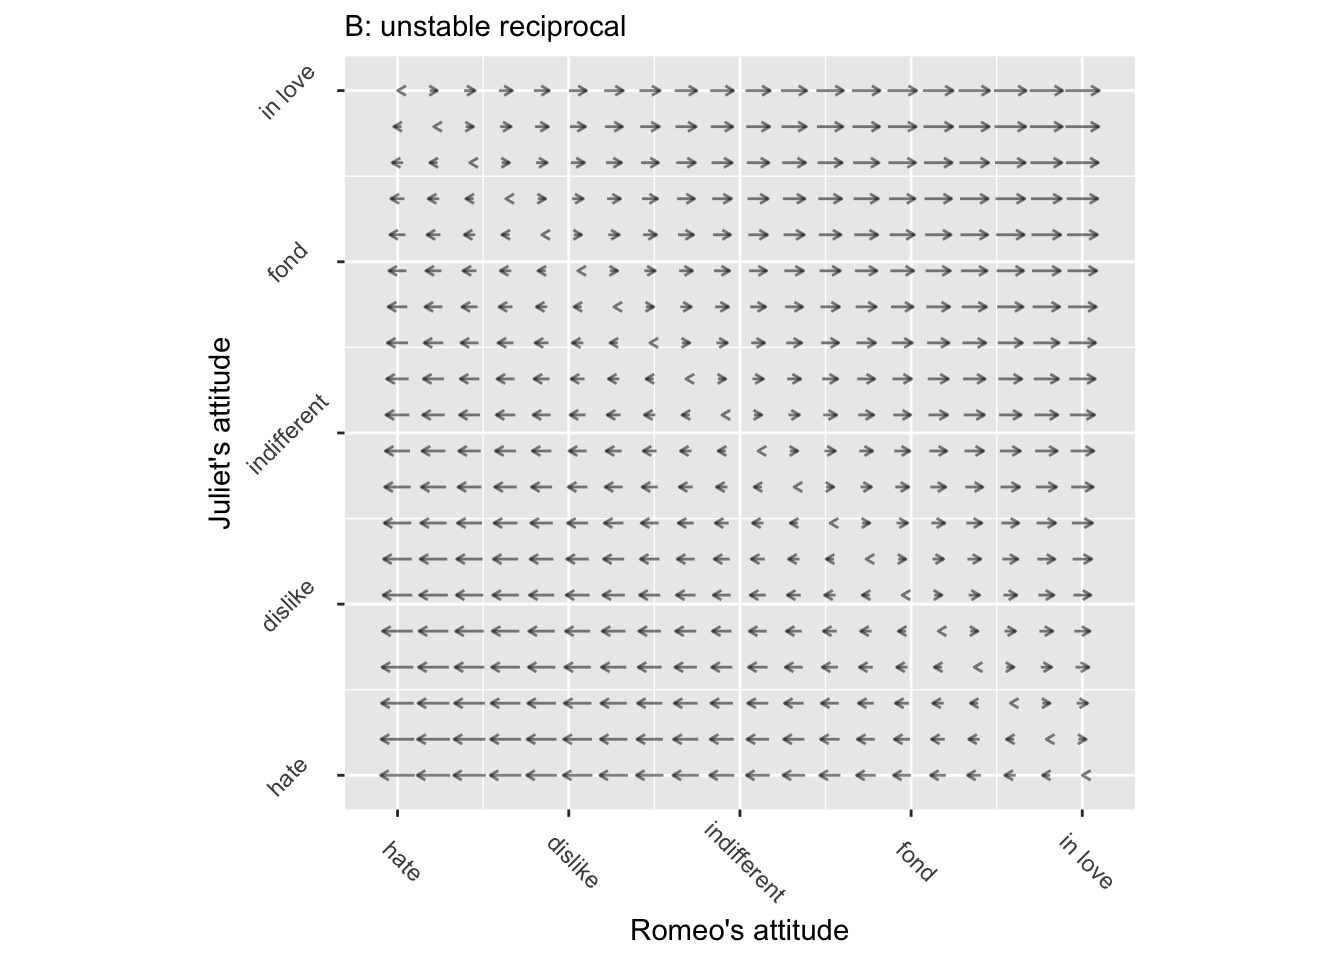 B: unstable reciprocal
in love
fond
indifferent
dislike
hate
Juliet's attitude
hate
dislike
indifferent
fond
in love
Romeo's attitude